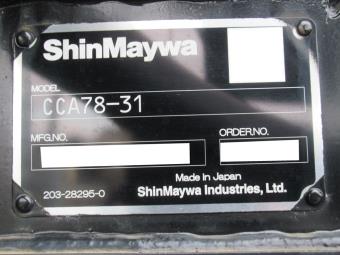 ShinMaywa
MODEL
CCA78-31
MFG.NO.
ORDER.NO.
Made in Japan
203-28295-0
ShinMaywa Industries, Ltd.